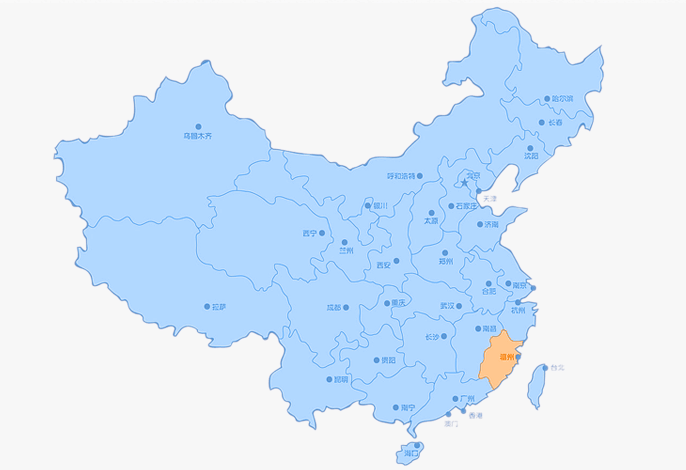 哈尔滨
长春
乌鲁木齐
沈阳
呼和浩特
北京
天津
银川
石家庄
太原
济南
西宁
兰州
郑州
西安
合肥
南京
成都
重庆
武汉
杭州
拉萨
南昌
长沙
福州
贵阳
台北
昆明
广州
南宁
香港
澳门
海口